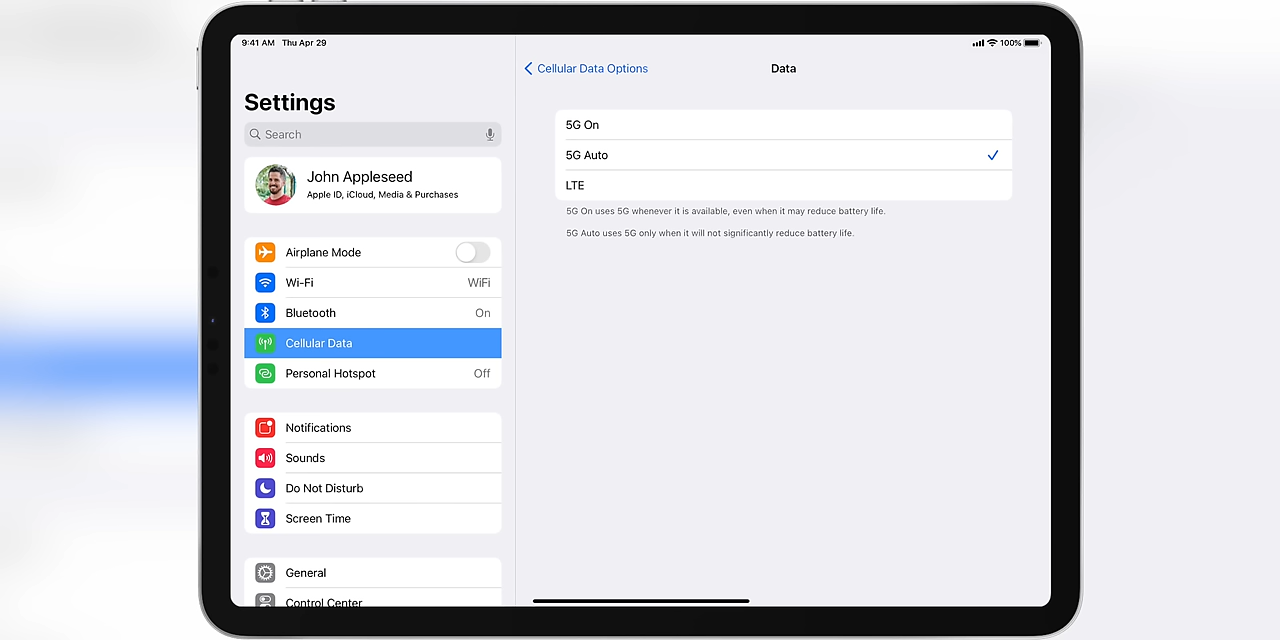 9:41 AM Thu Apr 29
100%
Settings
Search
John Appleseed
Apple ID, iCloud, Media & Purchases
Airplane Mode
Wi-Fi WiFi
Bluetooth On
Cellular Data
Personal Hotspot Off
Notifications
Sounds
Do Not Disturb
Screen Time
General
Control Center
Cellular Data Options
Data
5G On
5G Auto
LTE
5G On uses 5G whenever it is available, even when it may reduce battery life.
5G Auto uses 5G only when it will not significantly reduce battery life.